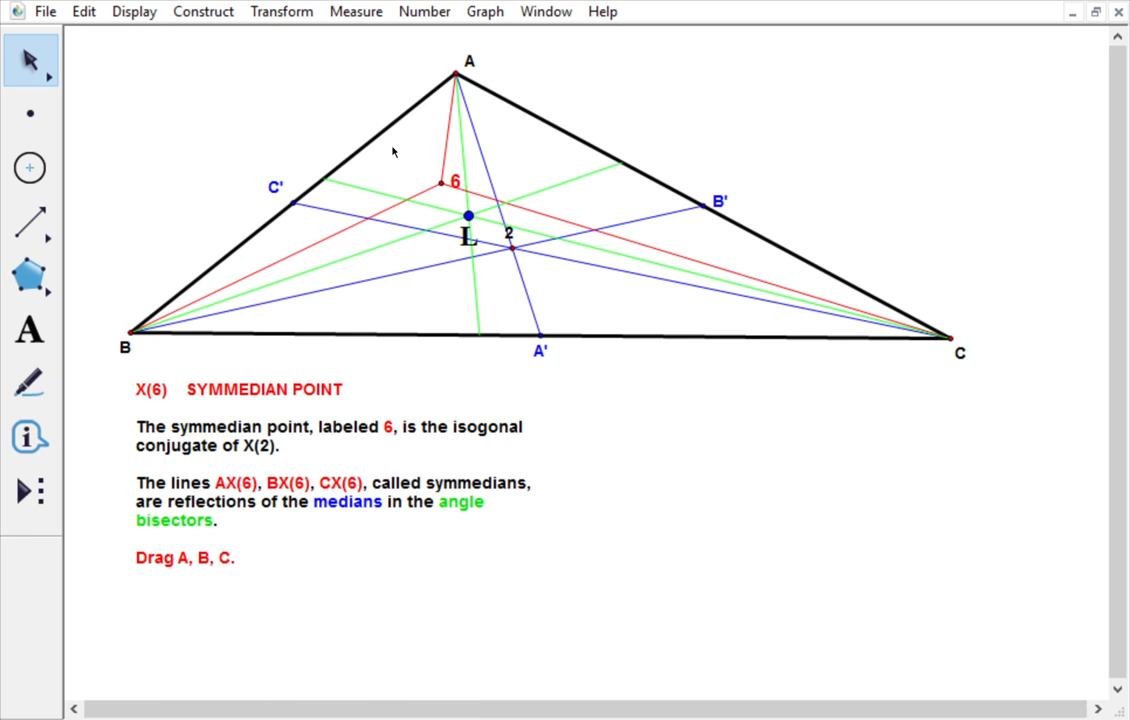 File Edit Display Construct Transform Measure Number Graph Window Help
A
C'
6
B'
L
2
B
A'
C
X(6) SYMMEDIAN POINT
The symmedian point, labeled 6, is the isogonal
conjugate of X(2).
The lines AX(6), BX(6), CX(6), called symmedians,
are reflections of the medians in the angle
bisectors.
Drag A, B, C.
A
i